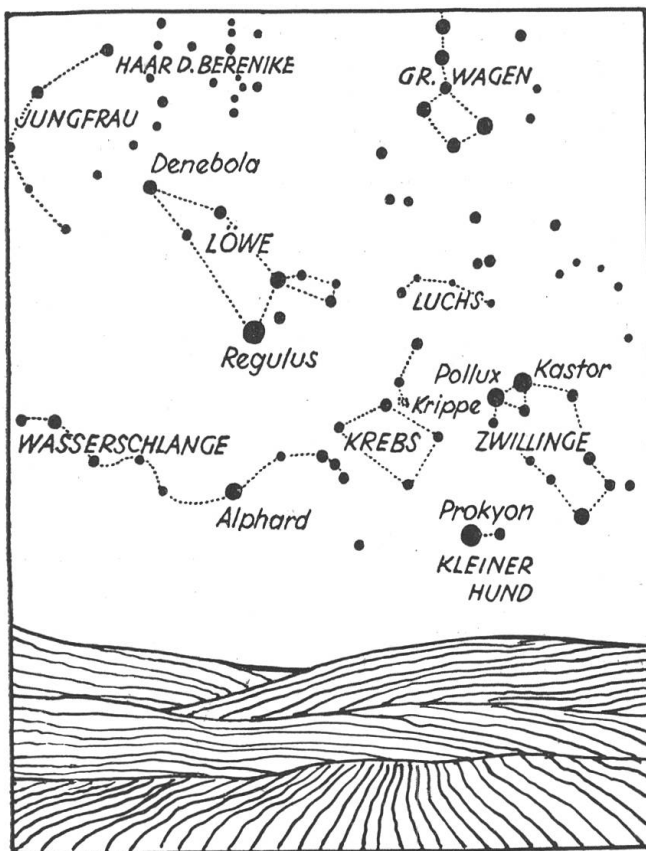 HAAR D. BERENIKE
GR. WAGEN
JUNGFRAU
Denebola
LÖWE
LUCHS
Regulus
Pollux
Kastor
Krippe
WASSERSCHLANGE
KREBS
ZWILLINGE
Alphard
Prokyon
KLEINER
HUND